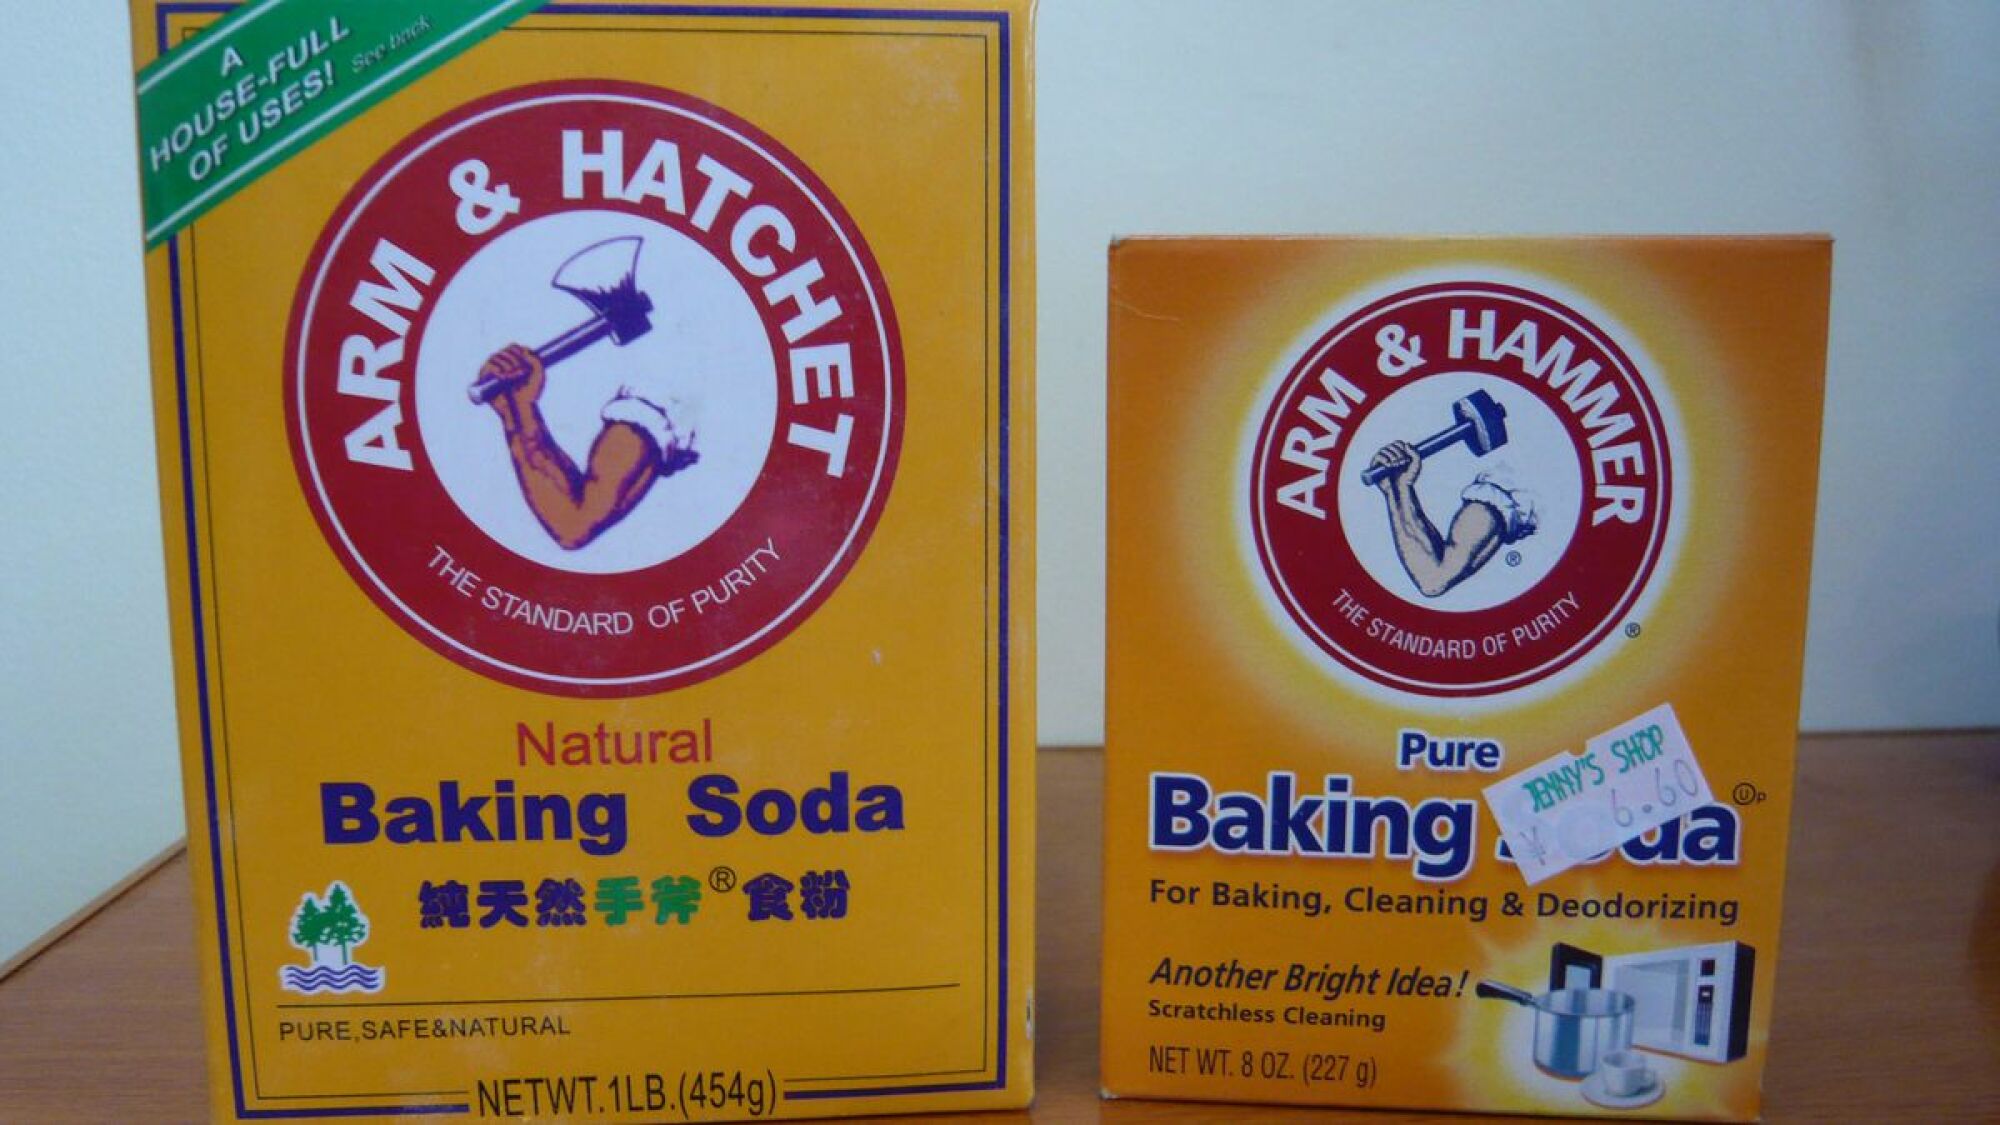 A
HOUSE-FULL
OF USES!
See back
ARM & HATCHET
THE STANDARD OF PURITY
Natural
Baking Soda
純天然手斧®食粉
PURE,SAFE&NATURAL
NETWT.1LB.(454g)
ARM & HAMMER
®
THE STANDARD OF PURITY
®
Pure
Baking Soda Ⓤp
JENNY'S SHOP
¥ 6.60
For Baking, Cleaning & Deodorizing
Another Bright Idea!
Scratchless Cleaning
NET WT. 8 OZ. (227 g)